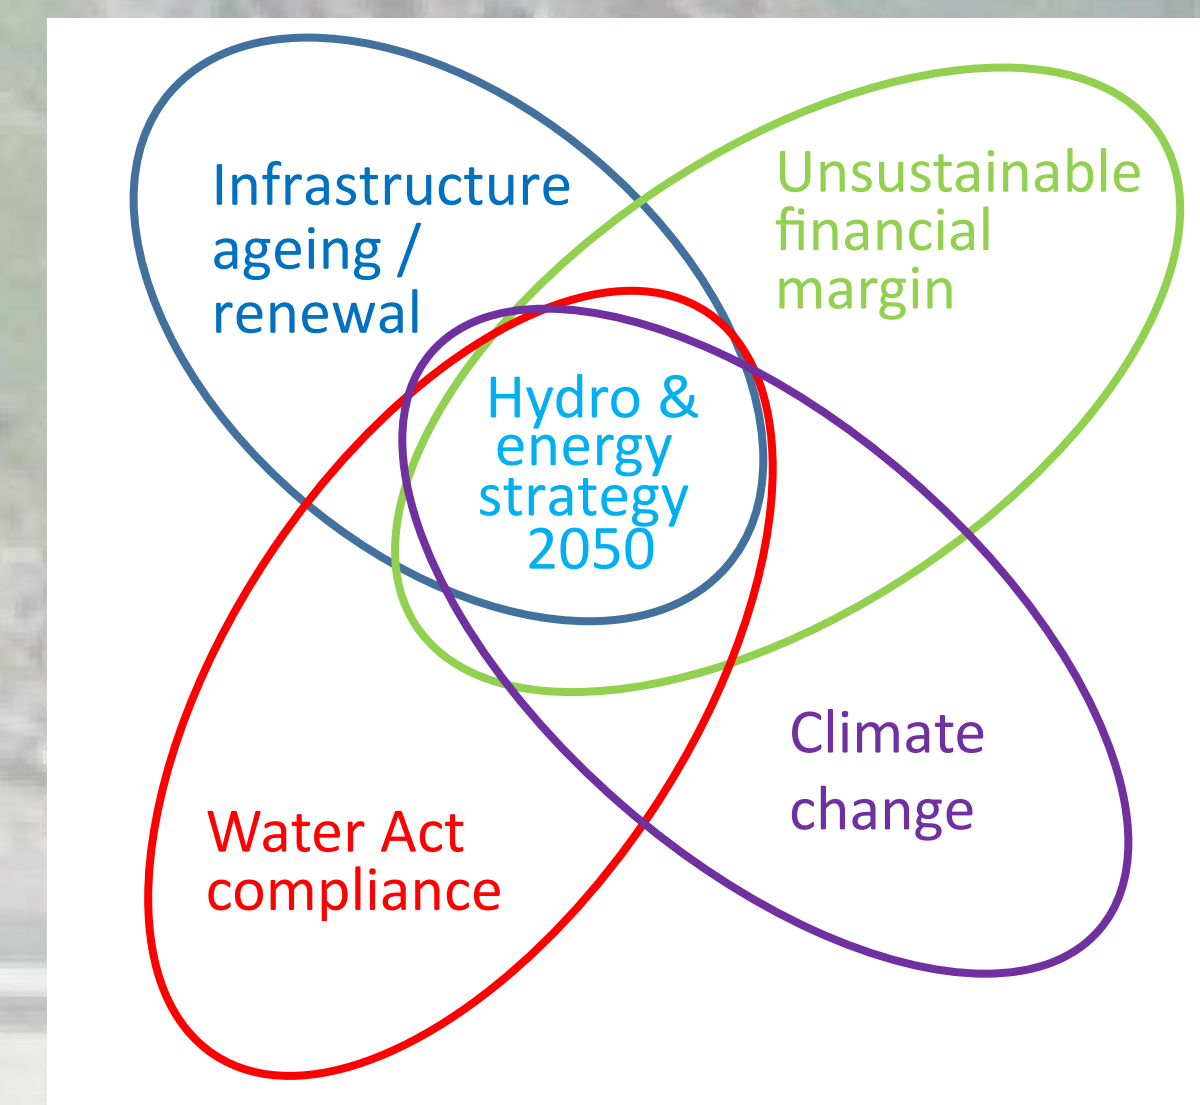 Infrastructure
ageing /
renewal
Unsustainable
financial
margin
Hydro &
energy
strategy
2050
Water Act
compliance
Climate
change